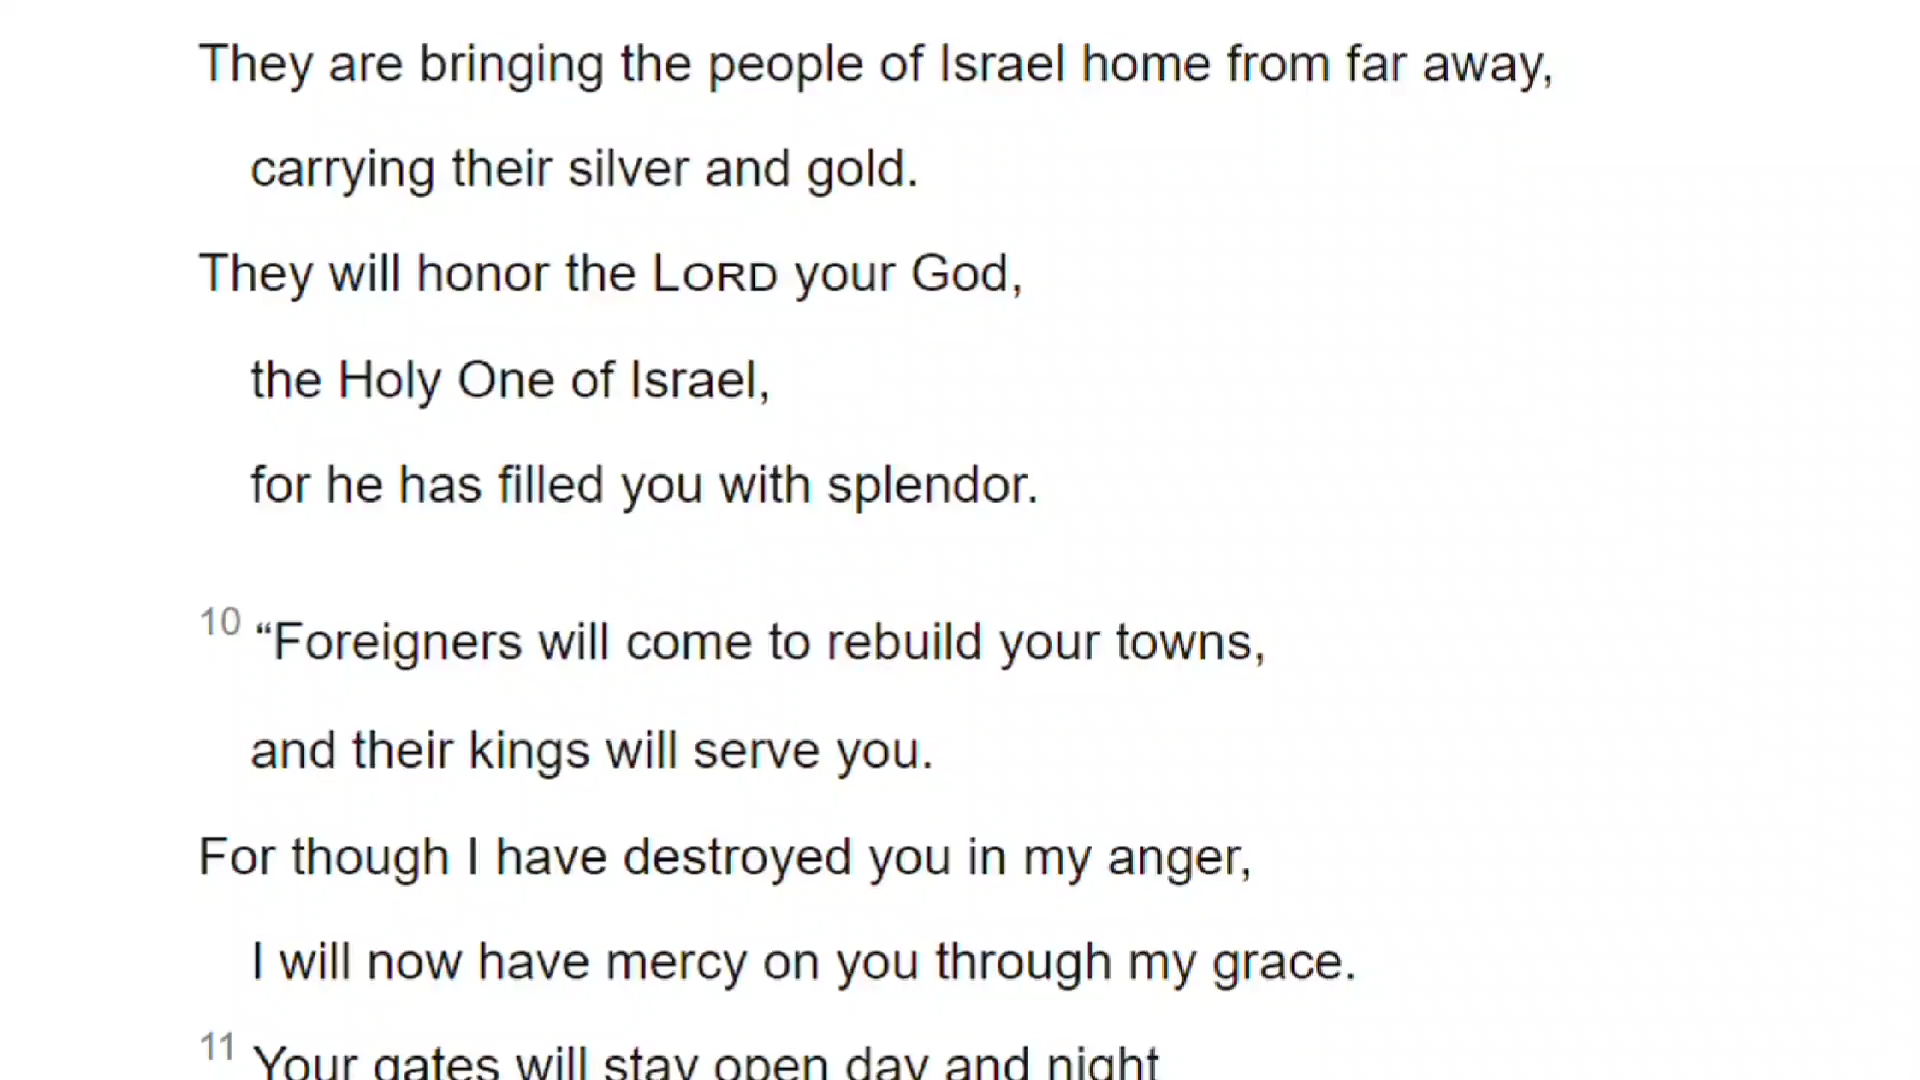 They are bringing the people of Israel home from far away,
carrying their silver and gold.
They will honor the LORD your God,
the Holy One of Israel,
for he has filled you with splendor.
10 “Foreigners will come to rebuild your towns,
and their kings will serve you.
For though I have destroyed you in my anger,
I will now have mercy on you through my grace.
11 Your gates will stay open day and night